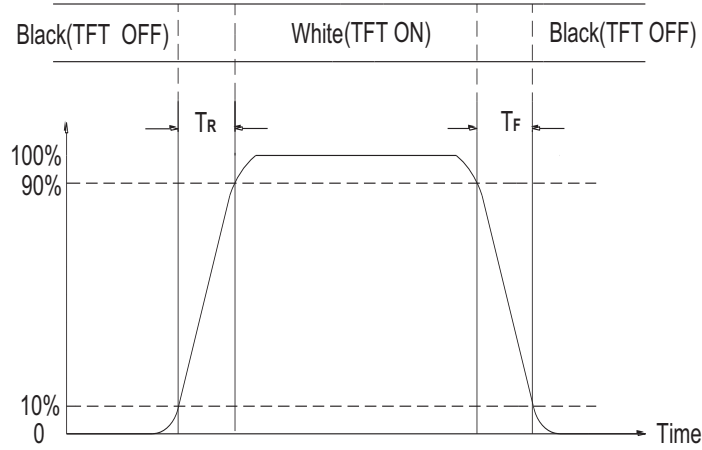 Black(TFT OFF) White(TFT ON) Black(TFT OFF)
TR TF
100%
90%
10%
0
Time